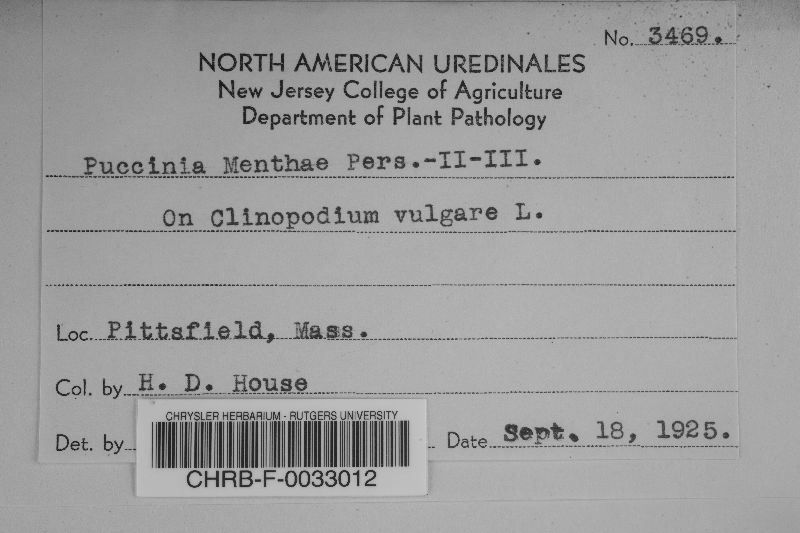 No. 3469.
NORTH AMERICAN UREDINALES
New Jersey College of Agriculture
Department of Plant Pathology
Puccinia Menthae Pers.-II-III.
On Clinopodium vulgare L.
Loc. Pittsfield, Mass.
Col. by H. D. House
Det. by
Date Sept. 18, 1925.
CHRYSLER HERBARIUM - RUTGERS UNIVERSITY
CHRB-F-0033012